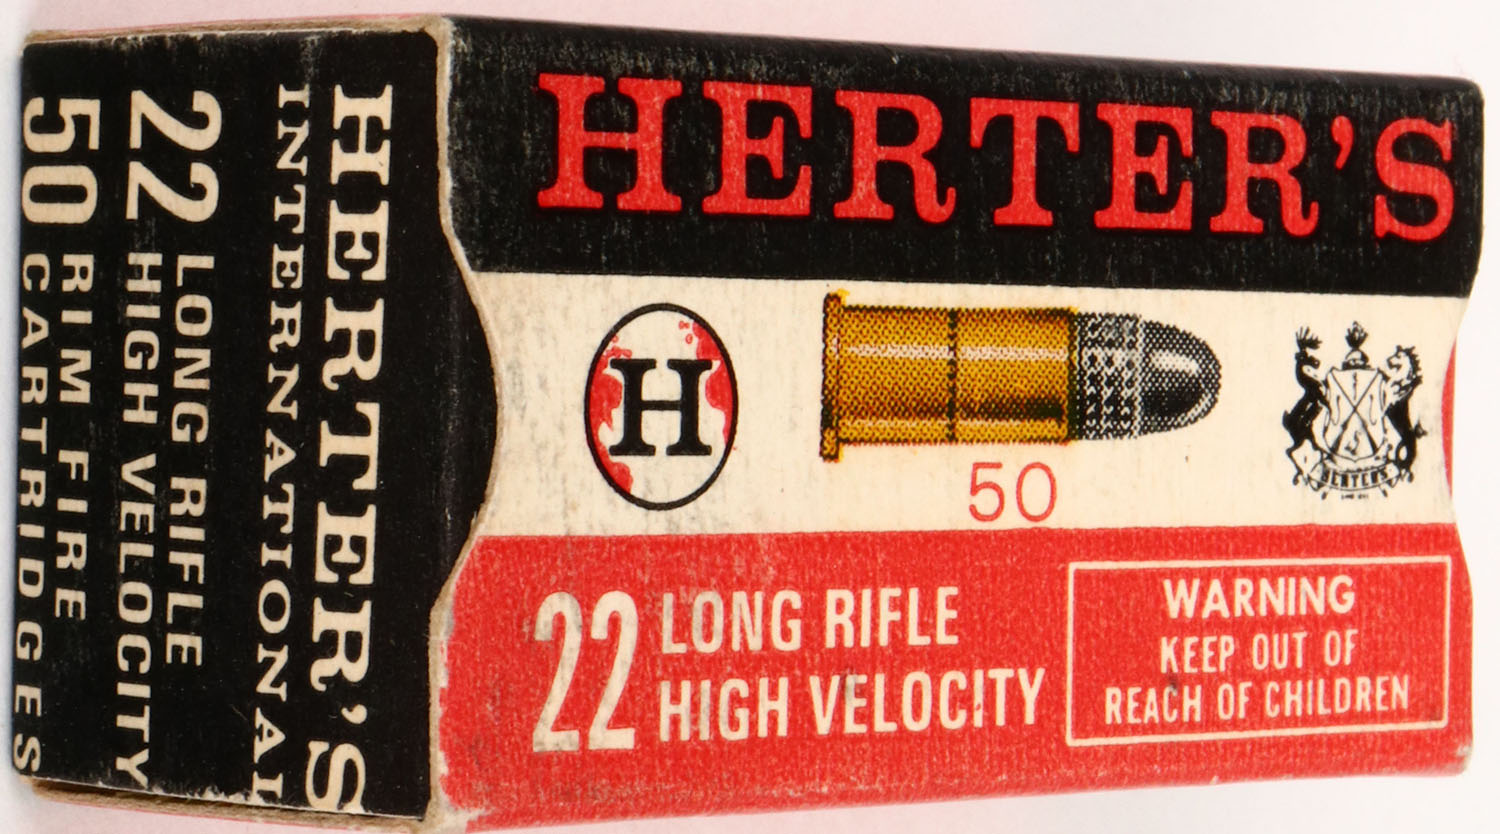 HERTER'S
H
50
HERTER'S
22 LONG RIFLE
HIGH VELOCITY
WARNING
KEEP OUT OF
REACH OF CHILDREN
HERTER'S
INTERNATIONAL
22 LONG RIFLE
HIGH VELOCITY
50 RIM FIRE
CARTRIDGES